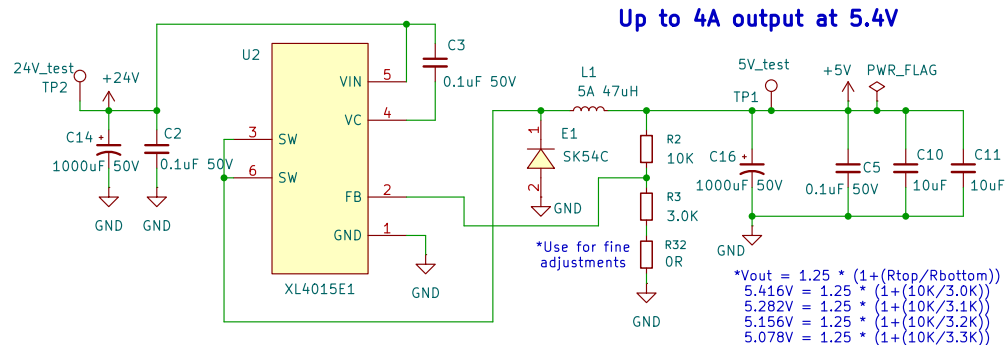 Up to 4A output at 5.4V
24V_test
TP2
+24V
C14
+
1000uF 50V
GND
C2
0.1uF 50V
GND
U2
VIN
5
VC
4
3
SW
6
SW
FB
2
GND
1
XL4015E1
GND
C3
0.1uF 50V
L1
5A 47uH
1
E1
SK54C
2
GND
R2
10K
R3
3.0K
R32
0R
*Use for fine
adjustments
GND
5V_test
TP1
+5V
PWR_FLAG
C16
+
1000uF 50V
C5
0.1uF 50V
C10
10uF
C11
10uF
GND
*Vout = 1.25 * (1+(Rtop/Rbottom))
5.416V = 1.25 * (1+(10K/3.0K))
5.282V = 1.25 * (1+(10K/3.1K))
5.156V = 1.25 * (1+(10K/3.2K))
5.078V = 1.25 * (1+(10K/3.3K))